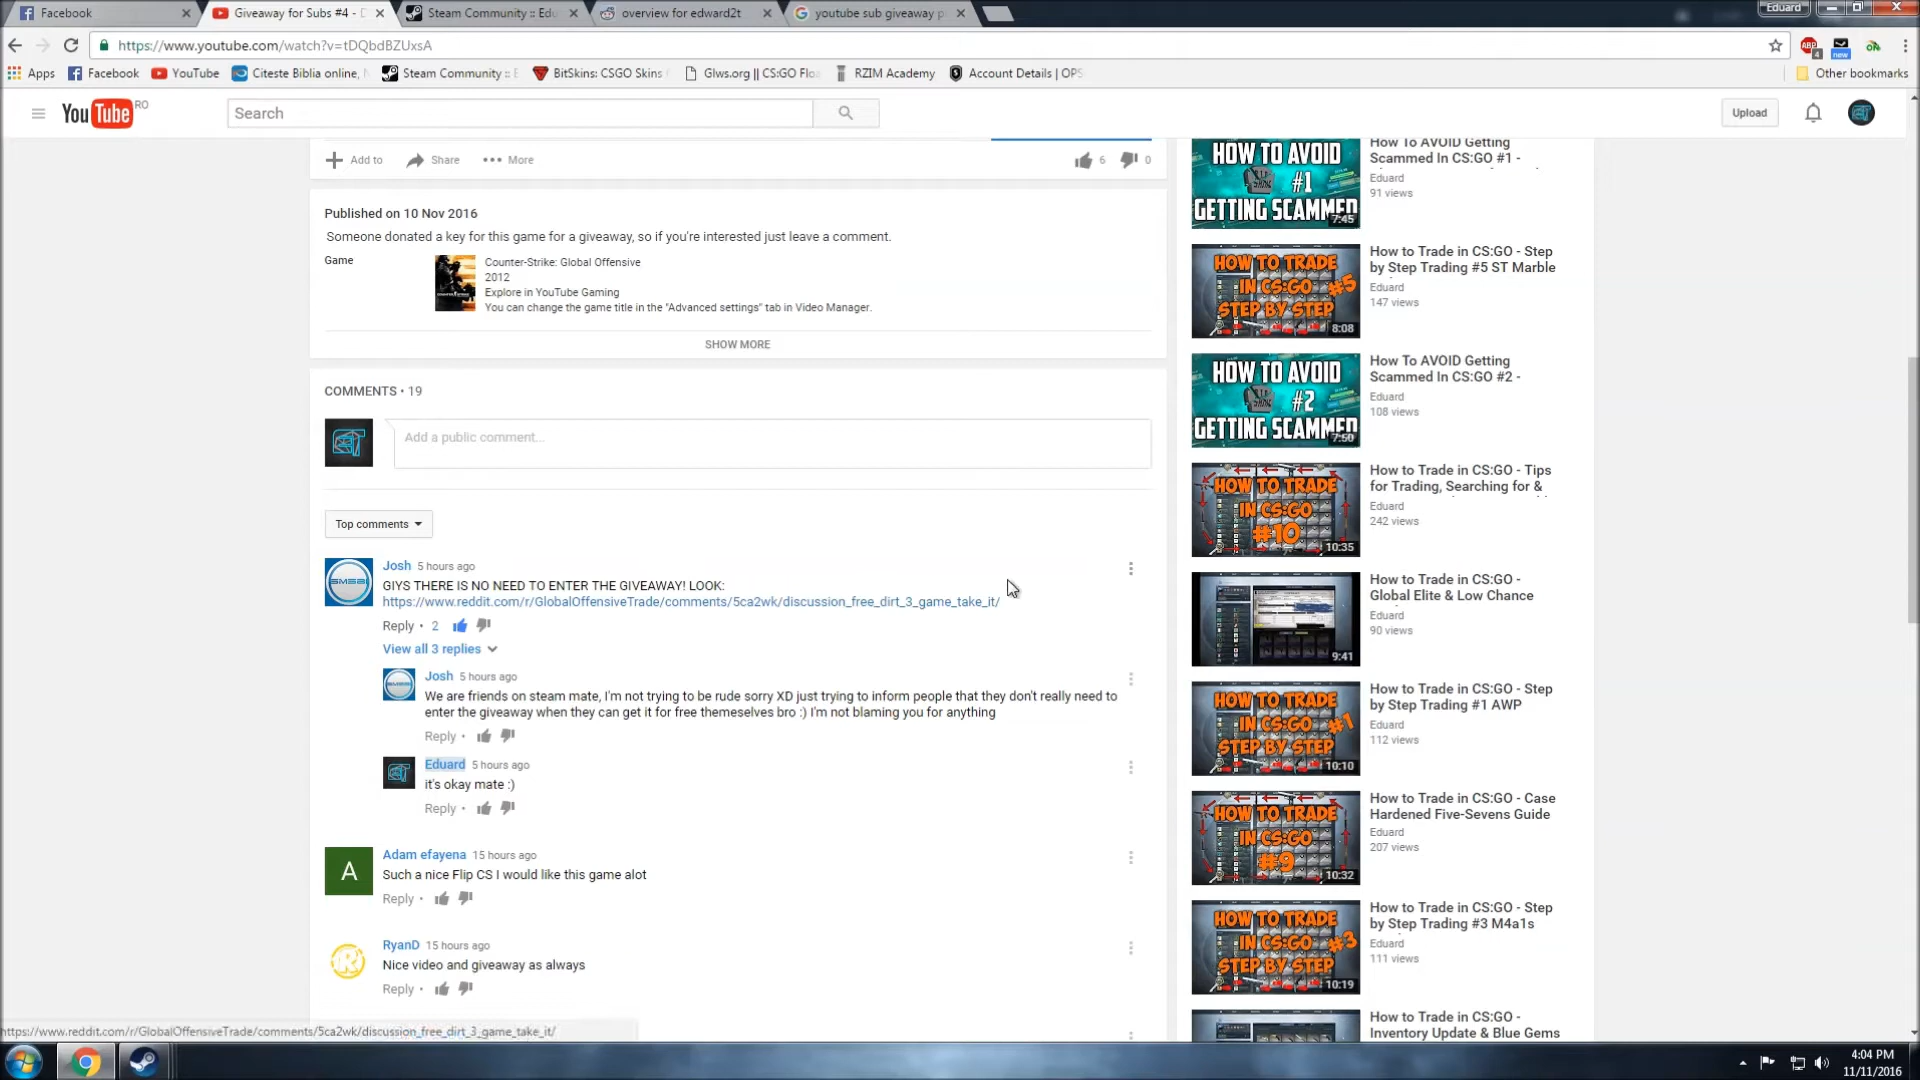 Facebook
Giveaway for Subs #4 - D
Steam Community :: Edu
overview for edward2t
youtube sub giveaway p
Eduard
https://www.youtube.com/watch?v=tDQbdBZUxsA
Apps
Facebook
YouTube
Citeste Biblia online,
Steam Community :: E
BitSkins: CSGO Skins
Glws.org || CS:GO Flo
RZIM Academy
Account Details | OPS
Other bookmarks
ABP
4
new
YouTube RO
Search
Upload
Add to
Share
More
6
0
Published on 10 Nov 2016
Someone donated a key for this game for a giveaway, so if you're interested just leave a comment.
Game
Counter-Strike: Global Offensive
2012
Explore in YouTube Gaming
You can change the game title in the "Advanced settings" tab in Video Manager.
SHOW MORE
COMMENTS • 19
Add a public comment...
Top comments
Josh 5 hours ago
GIYS THERE IS NO NEED TO ENTER THE GIVEAWAY! LOOK:
https://www.reddit.com/r/GlobalOffensiveTrade/comments/5ca2wk/discussion_free_dirt_3_game_take_it/
Reply • 2
View all 3 replies
Josh 5 hours ago
We are friends on steam mate, I'm not trying to be rude sorry XD just trying to inform people that they don't really need to
enter the giveaway when they can get it for free themeselves bro :) I'm not blaming you for anything
Reply •
Eduard 5 hours ago
it's okay mate :)
Reply •
A
Adam efayena 15 hours ago
Such a nice Flip CS I would like this game alot
Reply •
RyanD 15 hours ago
Nice video and giveaway as always
Reply •
HOW TO AVOID
#1
GETTING SCAMMED
7:45
How To AVOID Getting
Scammed In CS:GO #1 -
Eduard
91 views
HOW TO TRADE
IN CS:GO #5
STEP BY STEP
8:08
How to Trade in CS:GO - Step
by Step Trading #5 ST Marble
Eduard
147 views
HOW TO AVOID
#2
GETTING SCAMMED
7:50
How To AVOID Getting
Scammed In CS:GO #2 -
Eduard
108 views
HOW TO TRADE
IN CS:GO
#10
10:35
How to Trade in CS:GO - Tips
for Trading, Searching for &
Eduard
242 views
9:41
How to Trade in CS:GO -
Global Elite & Low Chance
Eduard
90 views
HOW TO TRADE
IN CS:GO #1
STEP BY STEP
10:10
How to Trade in CS:GO - Step
by Step Trading #1 AWP
Eduard
112 views
HOW TO TRADE
IN CS:GO
#9
10:32
How to Trade in CS:GO - Case
Hardened Five-Sevens Guide
Eduard
207 views
HOW TO TRADE
IN CS:GO #3
STEP BY STEP
10:19
How to Trade in CS:GO - Step
by Step Trading #3 M4a1s
Eduard
111 views
How to Trade in CS:GO -
Inventory Update & Blue Gems
https://www.reddit.com/r/GlobalOffensiveTrade/comments/5ca2wk/discussion_free_dirt_3_game_take_it/
4:04 PM
11/11/2016